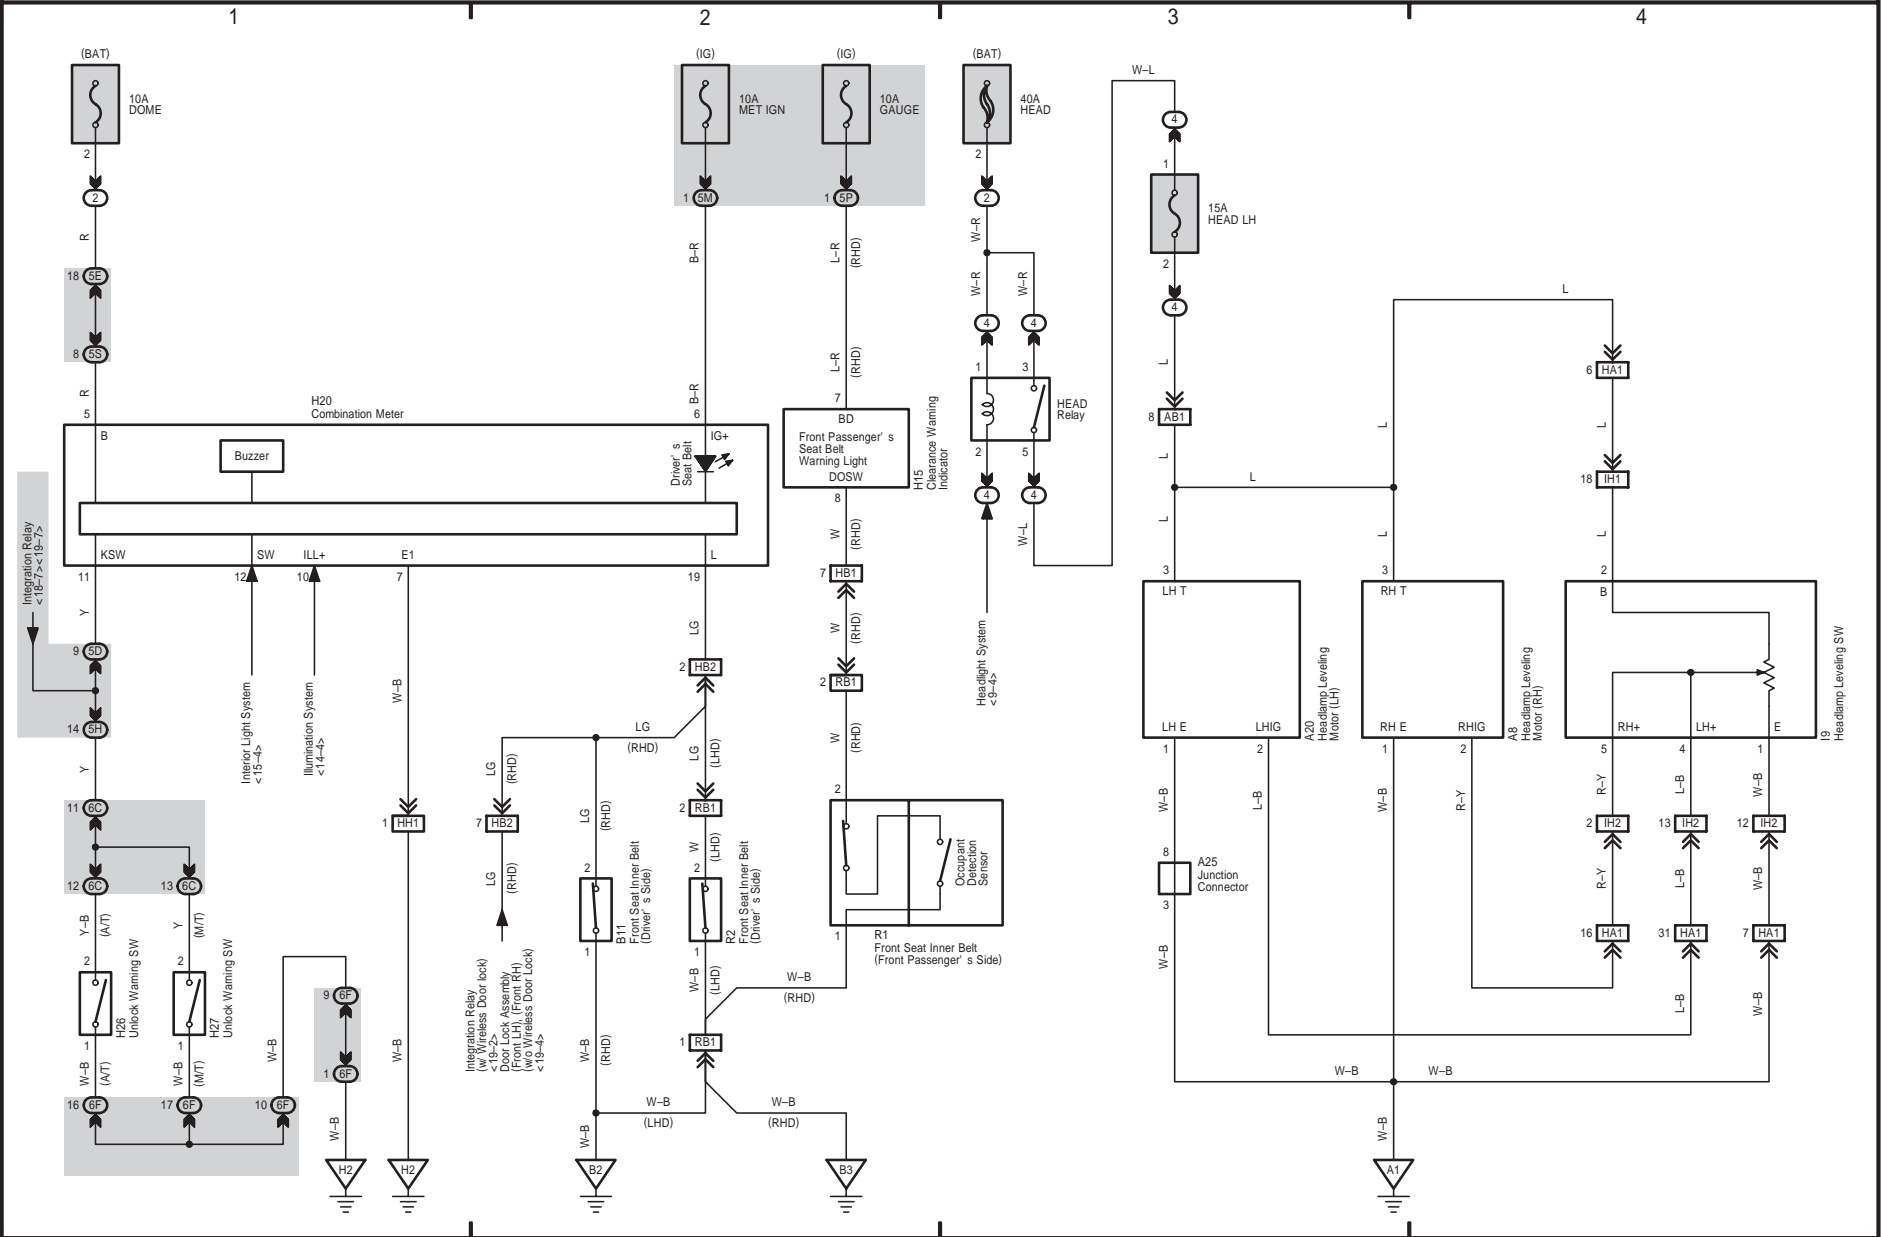 1
2
3
4
(BAT)
(IG)
(IG)
(BAT)
10A
DOME
10A
MET IGN
10A
GAUGE
40A
HEAD
W–L
4
1
15A
HEAD LH
2
4
2
2
1 5M
1 5P
2
2
R
B–R
L–R
(RHD)
W–R
W–R
W–R
18 5E
8 5S
R
5
B–R
6
L–R
(RHD)
7
4
4
1
3
HEAD
Relay
2
5
4
4
L
8 AB1
L
L
L
L
L
6 HA1
L
18 IH1
L
L
H20
Combination Meter
B
Buzzer
IG+
Driver's
Seat Belt
BD
Front Passenger's
Seat Belt
Warning Light
DOSW
8
H15
Clearance Warning
Indicator
KSW
SW
ILL+
E1
L
11
12
10
7
19
Integration Relay
<18–7><19–7>
W
(RHD)
7 HB1
W
(RHD)
2 RB1
W
(RHD)
W–L
Headlight System
<9–4>
Y
9 5D
14 5H
Y
Interior Light System
<15–4>
Illumination System
<14–4>
W–B
LG
2 HB2
LG
(RHD)
LG
(RHD)
LG
(LHD)
3
LH T
LH E
LHIG
1
2
A20
Headlamp Leveling
Motor (LH)
3
RH T
RH E
RHIG
1
2
A8
Headlamp Leveling
Motor (RH)
2
B
RH+
LH+
E
5
4
1
I9
Headlamp Leveling SW
11 6C
12 6C
13 6C
1 HH1
7 HB2
LG
(RHD)
LG
(RHD)
2 RB1
W
(LHD)
2
2
2
1
B11
Front Seat Inner Belt
(Driver's Side)
1
R2
Front Seat Inner Belt
(Driver's Side)
1
Occupant
Detection
Sensor
R1
Front Seat Inner Belt
(Front Passenger's Side)
W–B
L–B
W–B
R–Y
R–Y
L–B
W–B
8
A25
Junction
Connector
3
W–B
2 IH2
13 IH2
12 IH2
R–Y
L–B
W–B
16 HA1
31 HA1
7 HA1
L–B
W–B
Y–B
(A/T)
Y
(M/T)
2
2
H26
Unlock Warning SW
H27
Unlock Warning SW
1
1
W–B
(A/T)
W–B
(M/T)
W–B
9 6F
1 6F
W–B
W–B
Integration Relay
(w/ Wireless Door lock)
<19–2>
Door Lock Assembly
(Front LH), (Front RH)
(w/o Wireless Door Lock)
<19–4>
W–B
(RHD)
W–B
(LHD)
W–B
(RHD)
1 RB1
16 6F
17 6F
10 6F
W–B
(LHD)
W–B
(RHD)
W–B
W–B
W–B
W–B
H2
H2
B2
B3
A1